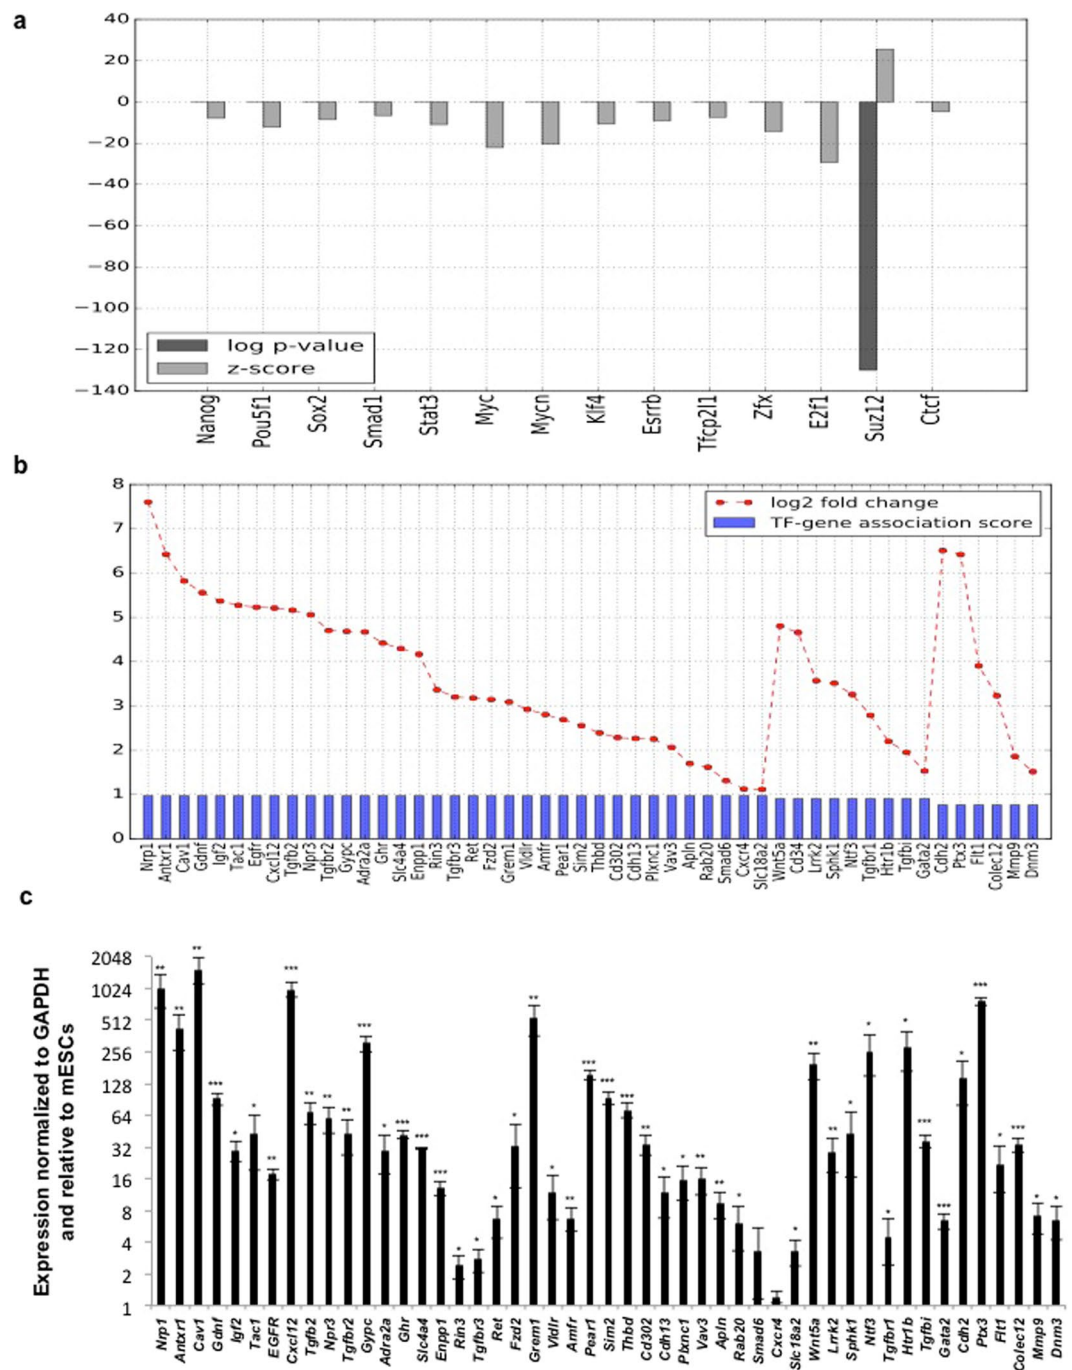 a
40
20
0
−20
−40
−60
−80
−100
−120
−140
log p-value
z-score
Nanog
Pou5f1
Sox2
Smad1
Stat3
Myc
Mycn
Klf4
Esrrb
Tfcp2l1
Zfx
E2f1
Suz12
Ctcf
b
8
7
6
5
4
3
2
1
0
log2 fold change
TF-gene association score
Nrp1
Antxr1
Cav1
Gdnf
Igf2
Tac1
Egfr
Cxcl12
Tgfb2
Npr3
Tgfbr2
Gypc
Adra2a
Ghr
Slc4a4
Enpp1
Rin3
Tgfbr3
Ret
Fzd2
Grem1
Vldlr
Amfr
Pear1
Sim2
Thbd
Cd302
Cdh13
Plxnc1
Vav3
Apln
Rab20
Smad6
Cxcr4
Slc18a2
Wnt5a
Cd34
Lrk2
Sphk1
Ntf3
Tgfbr1
Htr1b
Tgfbi
Gata2
Cdh2
Ptx3
Flt1
Colec12
Mmp9
Dnm3
c
Expression normalized to GAPDH
and relative to mESCs
2048
1024
512
256
128
64
32
16
8
4
2
1
**
**
**
***
*
*
**
***
**
**
**
***
*
***
***
***
*
*
*
*
**
*
**
***
***
***
**
*
*
**
**
*
*
**
**
*
*
*
*
***
***
*
***
*
***
*
*
Nrp1
Antxr1
Cav1
Gdnf
Igf2
Tac1
EGFR
Cxcl12
Tgfb2
Npr3
Tgfbr2
Gypc
Adra2a
Ghr
Slc4a4
Enpp1
Rin3
Tgfbr3
Ret
Fzd2
Grem1
Vldlr
Amfr
Pear1
Sim2
Thbd
Cd302
Cdh13
Plxnc1
Vav3
Apln
Rab20
Smad6
Cxcr4
Slc18a2
Wnt5a
Lrrk2
Sphk1
Ntf3
Tgfbr1
Htr1b
Tgfbi
Gata2
Cdh2
Ptx3
Flt1
Colec12
Mmp9
Dnm3